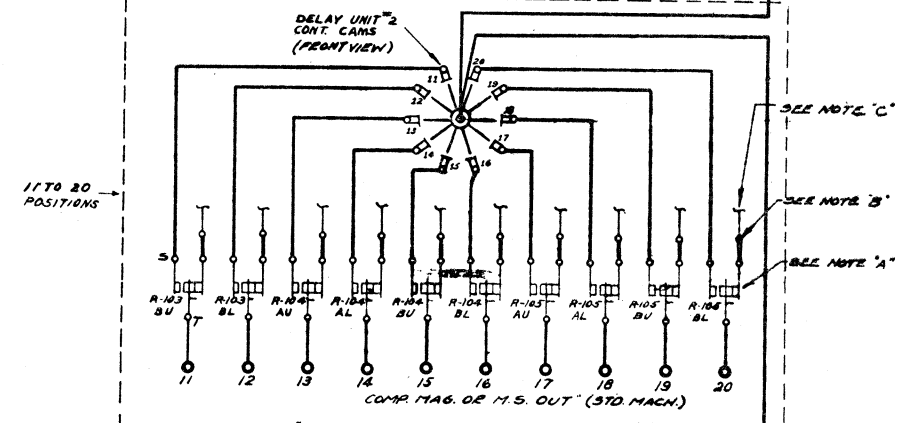 DELAY UNIT #2
CONT. CAMS
(FRONT VIEW)
11 20
12 19
13 18
14 17
15 16
SEE NOTE "C"
11 TO 20
POSITIONS
SEE NOTE "B"
S
SEE NOTE "A"
R-103 R-103 R-104 R-104 R-104 R-104 R-105 R-105 R-105 R-106
BU BL AU AL BU BL AU AL BU BL
T
11 12 13 14 15 16 17 18 19 20
COMP. MAG. OR M.S. OUT" (STD. MACH.)